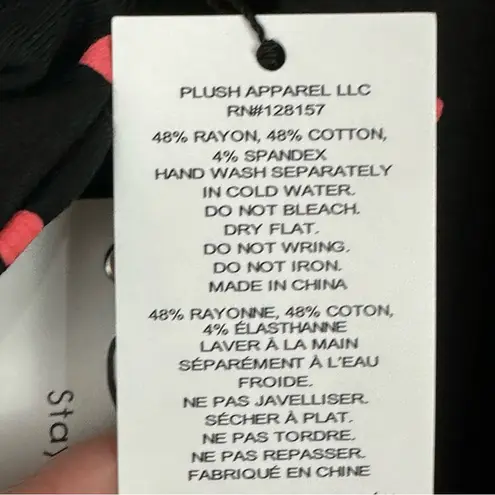 PLUSH APPAREL LLC
RN#128157
48% RAYON, 48% COTTON,
4% SPANDEX
HAND WASH SEPARATELY
IN COLD WATER.
DO NOT BLEACH.
DRY FLAT.
DO NOT WRING.
DO NOT IRON.
MADE IN CHINA
48% RAYONNE, 48% COTON,
4% ÉLASTHANNE
LAVER À LA MAIN
SÉPARÉMENT À L'EAU
FROIDE.
NE PAS JAVELLISER.
SÉCHER À PLAT.
NE PAS TORDRE.
NE PAS REPASSER.
FABRIQUÉ EN CHINE
Stay